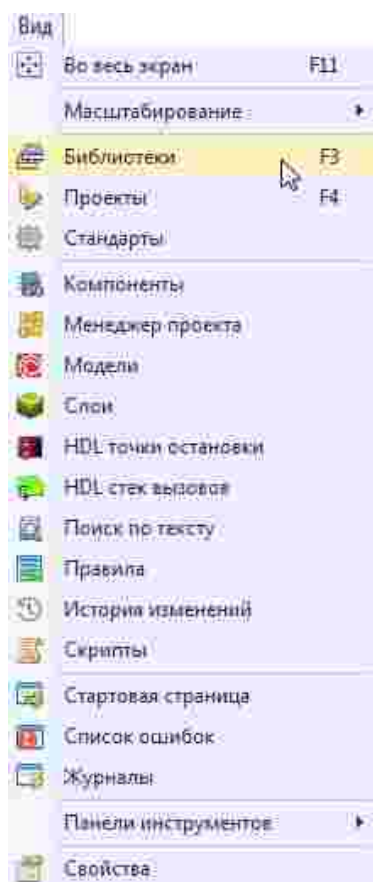 Вид
Во весь экран F11
Масштабирование
Библиотеки F3
Проекты F4
Стандарты
Компоненты
Менеджер проекта
Модели
Слои
HDL точки остановки
HDL стек вызовов
Поиск по тексту
Правила
История изменений
Скрипты
Стартовая страница
Список ошибок
Журналы
Панели инструментов
Свойства